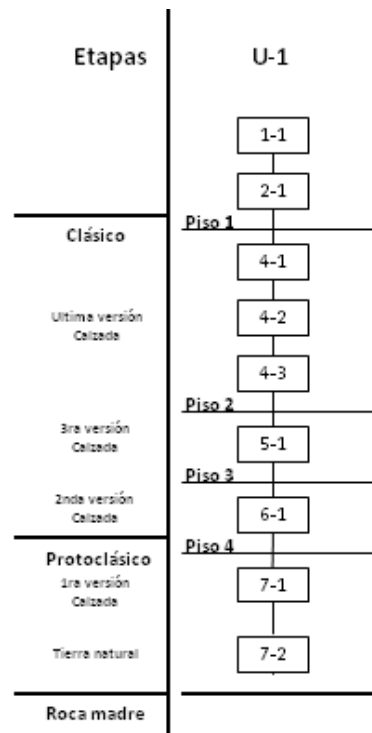 Etapas U-1
1-1
2-1
Piso 1
Clásico
4-1
Ultima versión
Calzada
4-2
4-3
Piso 2
3ra versión
Calzada
5-1
Piso 3
2nda versión
Calzada
6-1
Piso 4
Protoclásico
1ra versión
Calzada
7-1
Tierra natural
7-2
Roca madre